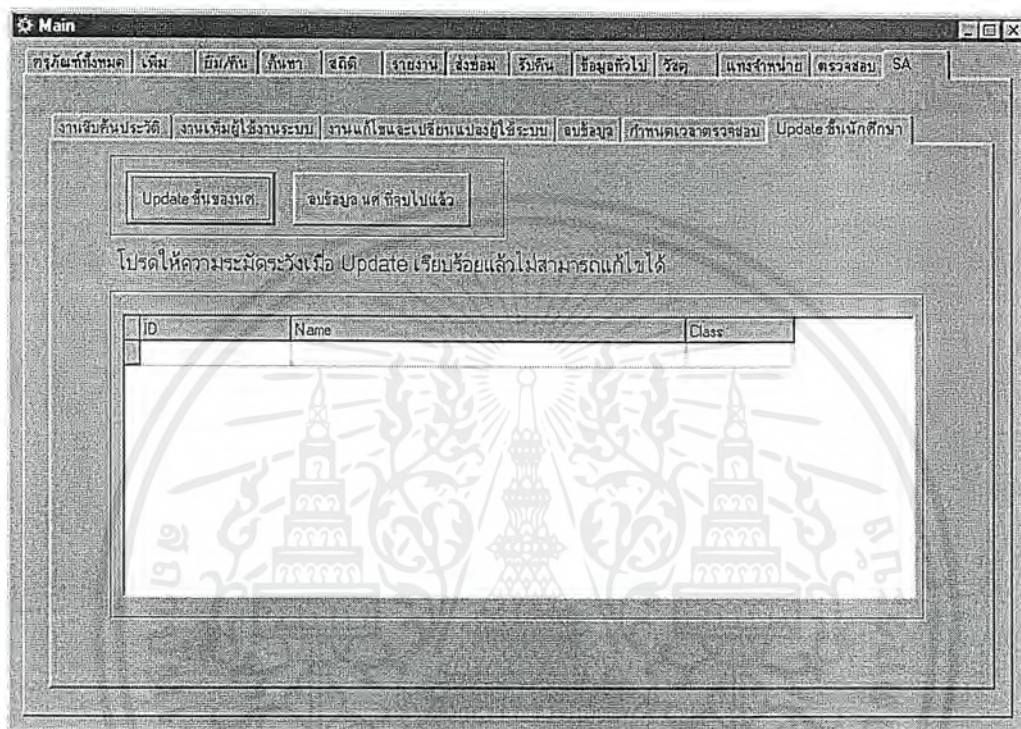 Main
ครุภัณฑ์ทั้งหมด เพิ่ม ยืม/คืน ค้นหา สถิติ รายงาน ส่งซ่อม รับคืน ข้อมูลทั่วไป วัสดุ แทงจำหน่าย ตรวจสอบ SA
งานสืบค้นประวัติ งานเพิ่มผู้ใช้งานระบบ งานแก้ไขและเปลี่ยนแปลงผู้ใช้ระบบ ลบข้อมูล กำหนดเวลาตรวจสอบ Update ชั้นนักศึกษา
Update ชั้นของนศ. ลบข้อมูล นศ ที่จบไปแล้ว
โปรดให้ความระมัดระวังเมื่อ Update เรียบร้อยแล้วไม่สามารถแก้ไขได้
ID Name Class